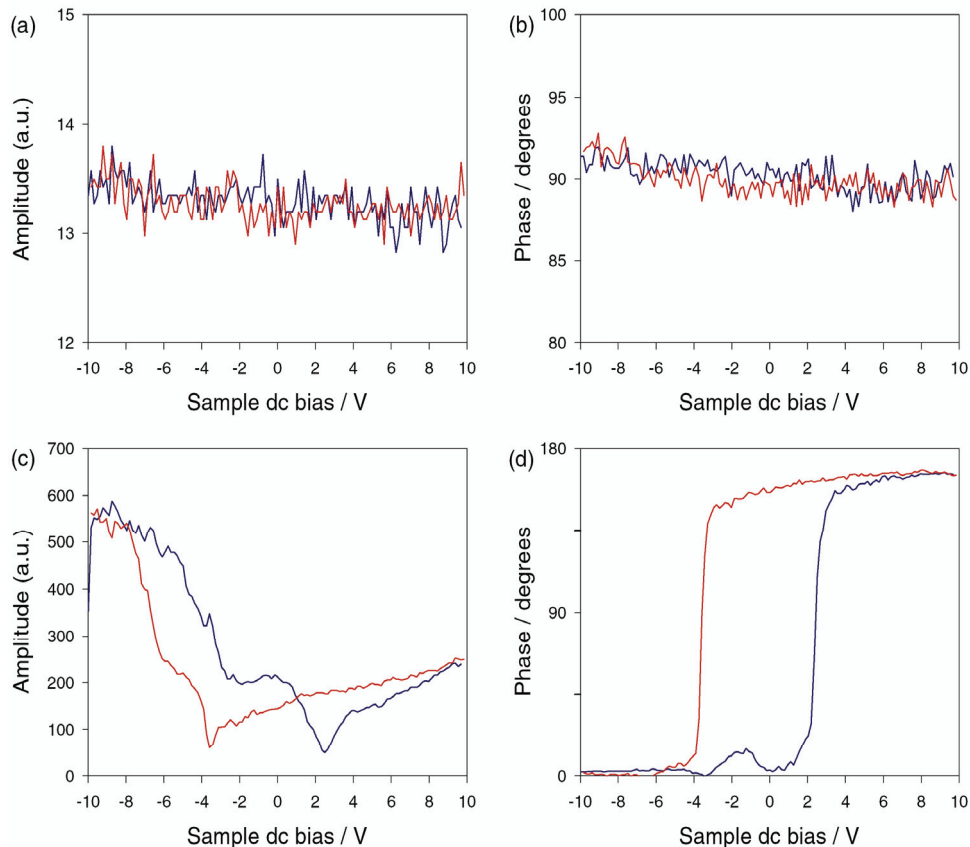 (a)
15
14
13
12
Amplitude (a.u.)
-10 -8 -6 -4 -2 0 2 4 6 8 10
Sample dc bias / V
(b)
100
95
90
85
80
Phase / degrees
-10 -8 -6 -4 -2 0 2 4 6 8 10
Sample dc bias / V
(c)
700
600
500
400
300
200
100
0
Amplitude (a.u.)
-10 -8 -6 -4 -2 0 2 4 6 8 10
Sample dc bias / V
(d)
180
90
0
Phase / degrees
-10 -8 -6 -4 -2 0 2 4 6 8 10
Sample dc bias / V